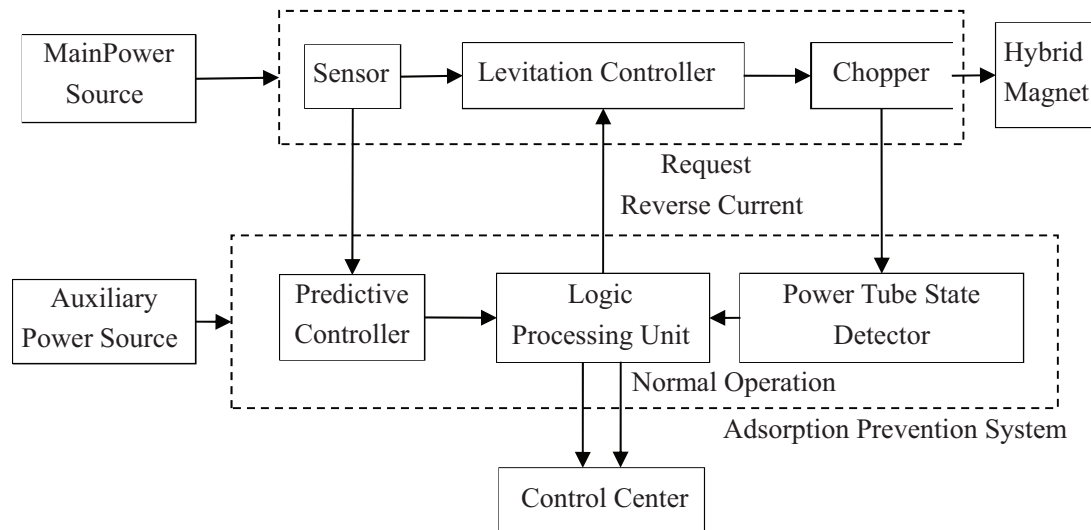 MainPower
Source
Sensor
Levitation Controller
Chopper
Hybrid
Magnet
Request
Reverse Current
Auxiliary
Power Source
Predictive
Controller
Logic
Processing Unit
Power Tube State
Detector
Normal Operation
Adsorption Prevention System
Control Center